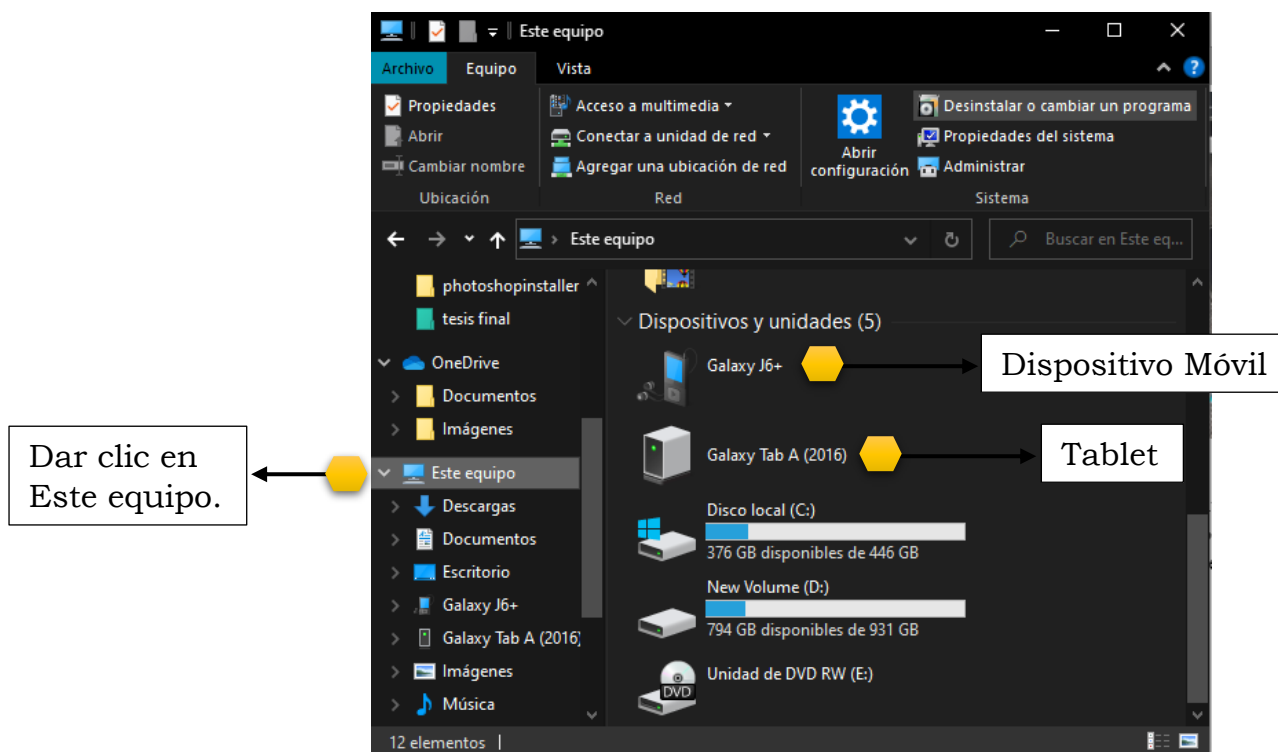 Este equipo
Archivo
Equipo
Vista
Propiedades
Abrir
Cambiar nombre
Ubicación
Acceso a multimedia
Conectar a unidad de red
Agregar una ubicación de red
Red
Abrir
configuración
Desinstalar o cambiar un programa
Propiedades del sistema
Administrar
Sistema
Este equipo
Buscar en Este eq...
photoshopinstaller
tesis final
OneDrive
Documentos
Imágenes
Este equipo
Descargas
Documentos
Escritorio
Galaxy J6+
Galaxy Tab A (2016)
Imágenes
Música
Dispositivos y unidades (5)
Galaxy J6+
Galaxy Tab A (2016)
Disco local (C:)
376 GB disponibles de 446 GB
New Volume (D:)
794 GB disponibles de 931 GB
DVD
Unidad de DVD RW (E:)
12 elementos
Dar clic en
Este equipo.
Dispositivo Móvil
Tablet